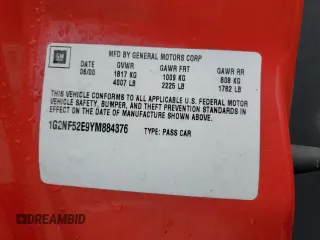 GM
MFD BY GENERAL MOTORS CORP
DATE GVWR GAWR FRT GAWR RR
08/00 1817 KG 1009 KG 808 KG
4007 LB 2225 LB 1782 LB
THIS VEHICLE CONFORMS TO ALL APPLICABLE U.S. FEDERAL MOTOR
VEHICLE SAFETY, BUMPER, AND THEFT PREVENTION STANDARDS IN
EFFECT ON THE DATE OF MANUFACTURE SHOWN ABOVE.
1G2NF52E9YM884376 TYPE: PASS CAR
DREAMBID